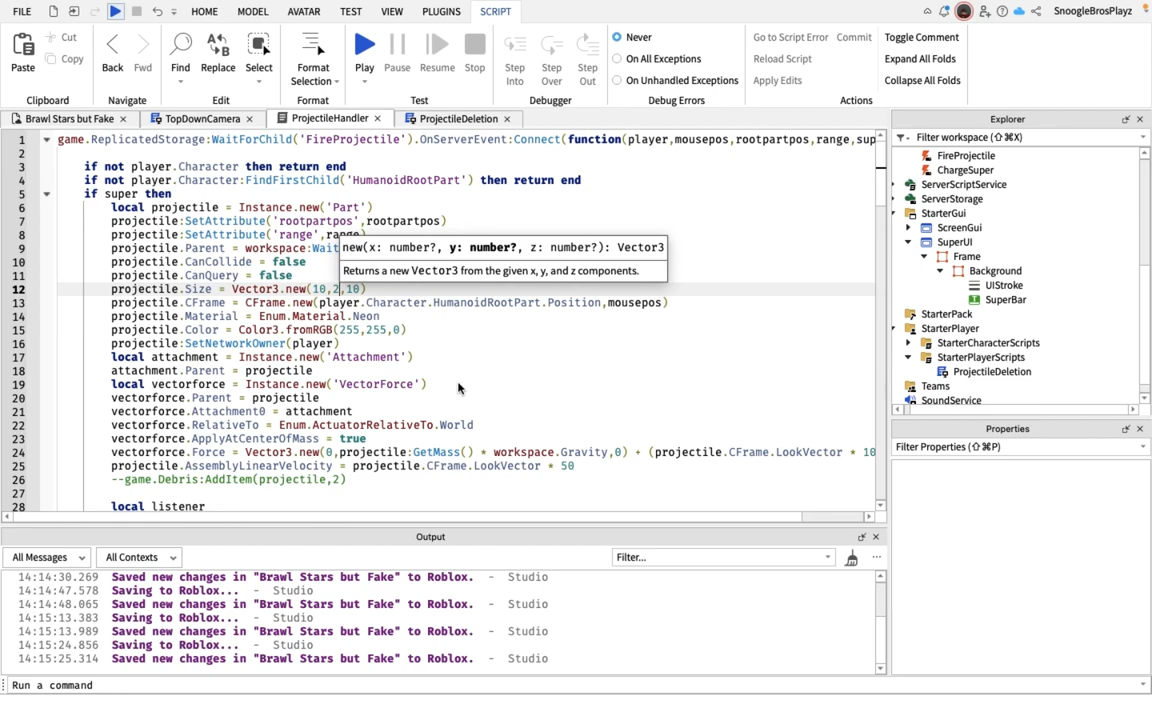 FILE HOME MODEL AVATAR TEST VIEW PLUGINS SCRIPT SnoogleBrosPlayz
Paste Cut Copy Back Fwd Find Replace Select Format Selection Play Pause Resume Stop Step Into Step Over Step Out Never On All Exceptions On Unhandled Exceptions Go to Script Error Commit Reload Script Apply Edits Toggle Comment Expand All Folds Collapse All Folds
Clipboard Navigate Edit Format Test Debugger Debug Errors Actions
Brawl Stars but Fake TopDownCamera ProjectileHandler ProjectileDeletion
1 game.ReplicatedStorage:WaitForChild('FireProjectile').OnServerEvent:Connect(function(player,mousepos,rootpartpos,range,sup
2
3 if not player.Character then return end
4 if not player.Character:FindFirstChild('HumanoidRootPart') then return end
5 if super then
6 local projectile = Instance.new('Part')
7 projectile:SetAttribute('rootpartpos',rootpartpos)
8 projectile:SetAttribute('range',range)
9 projectile.Parent = workspace:Wait
new(x: number?, y: number?, z: number?): Vector3
Returns a new Vector3 from the given x, y, and z components.
10 projectile.CanCollide = false
11 projectile.CanQuery = false
12 projectile.Size = Vector3.new(10,2,10)
13 projectile.CFrame = CFrame.new(player.Character.HumanoidRootPart.Position,mousepos)
14 projectile.Material = Enum.Material.Neon
15 projectile.Color = Color3.fromRGB(255,255,0)
16 projectile:SetNetworkOwner(player)
17 local attachment = Instance.new('Attachment')
18 attachment.Parent = projectile
19 local vectorforce = Instance.new('VectorForce')
20 vectorforce.Parent = projectile
21 vectorforce.Attachment0 = attachment
22 vectorforce.RelativeTo = Enum.ActuatorRelativeTo.World
23 vectorforce.ApplyAtCenterOfMass = true
24 vectorforce.Force = Vector3.new(0,projectile:GetMass() * workspace.Gravity,0) + (projectile.CFrame.LookVector * 10
25 projectile.AssemblyLinearVelocity = projectile.CFrame.LookVector * 50
26 --game.Debris:AddItem(projectile,2)
27
28 local listener
Explorer
Filter workspace (⇧⌘X)
FireProjectile
ChargeSuper
ServerScriptService
ServerStorage
StarterGui
ScreenGui
SuperUI
Frame
Background
UIStroke
SuperBar
StarterPack
StarterPlayer
StarterCharacterScripts
StarterPlayerScripts
ProjectileDeletion
Teams
SoundService
Properties
Filter Properties (⇧⌘P)
Output
All Messages All Contexts Filter...
14:14:30.269 Saved new changes in "Brawl Stars but Fake" to Roblox. - Studio
14:14:47.578 Saving to Roblox... - Studio
14:14:48.065 Saved new changes in "Brawl Stars but Fake" to Roblox. - Studio
14:15:13.383 Saving to Roblox... - Studio
14:15:13.989 Saved new changes in "Brawl Stars but Fake" to Roblox. - Studio
14:15:24.856 Saving to Roblox... - Studio
14:15:25.314 Saved new changes in "Brawl Stars but Fake" to Roblox. - Studio
Run a command